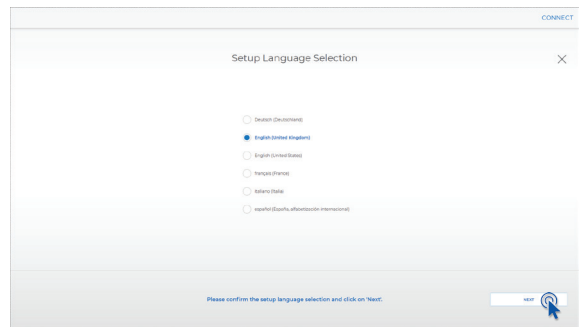 CONNECT
Setup Language Selection
Deutsch (Deutschland)
English (United Kingdom)
English (United States)
français (France)
italiano (Italia)
español (España, alfabetización internacional)
Please confirm the setup language selection and click on 'Next'.
NEXT